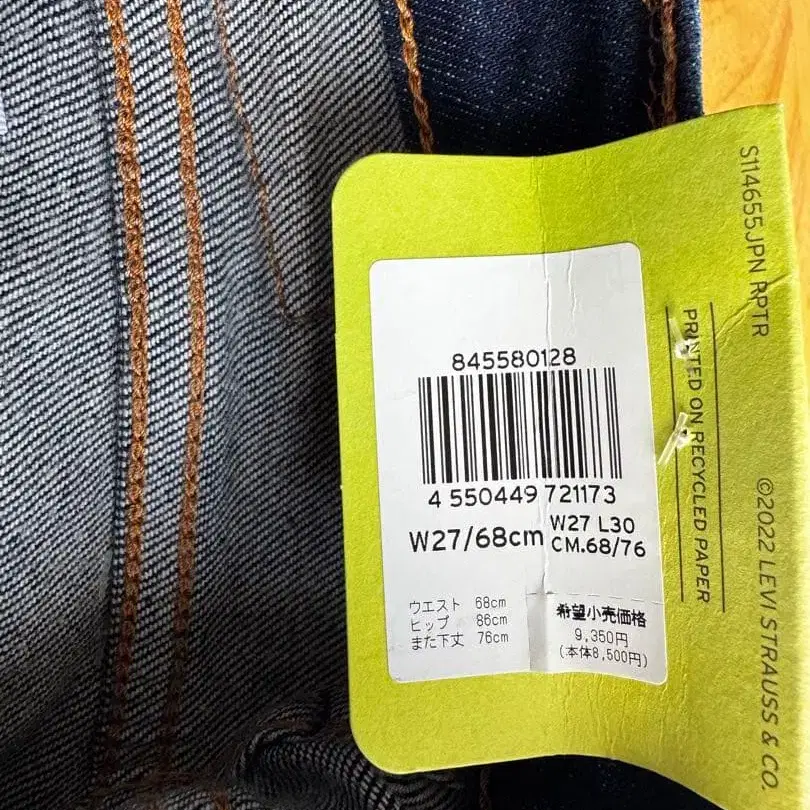 845580128
4 550449 721173
W27/68cm
W27 L30
CM.68/76
ウエスト 68cm
ヒップ 86cm
また下丈 76cm
希望小売価格
9,350円
(本体8,500円)
PRINTED ON RECYCLED PAPER
S114655JPN RPTR
©2022 LEVI STRAUSS & CO.